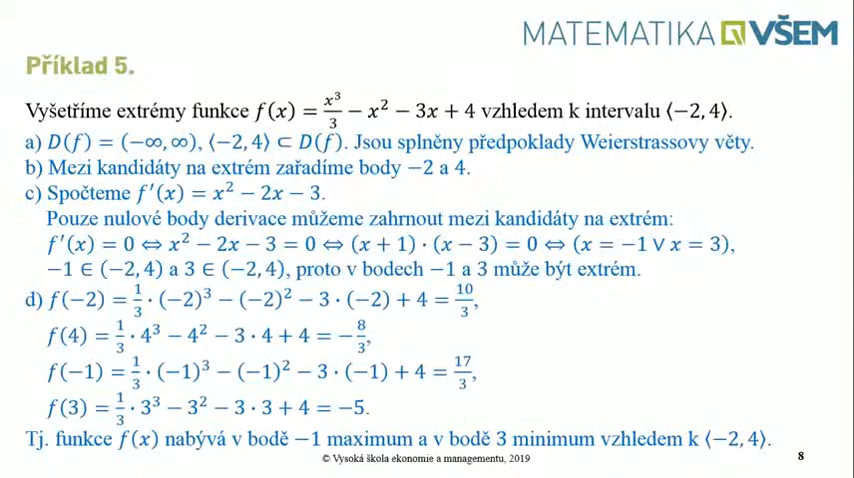 MATEMATIKA VŠEM
Příklad 5.
Vyšetříme extrémy funkce f(x) = x³/3 − x² − 3x + 4 vzhledem k intervalu ⟨−2, 4⟩.
a) D(f) = (−∞, ∞), ⟨−2, 4⟩ ⊂ D(f). Jsou splněny předpoklady Weierstrassovy věty.
b) Mezi kandidáty na extrém zařadíme body −2 a 4.
c) Spočteme f′(x) = x² − 2x − 3.
Pouze nulové body derivace můžeme zahrnout mezi kandidáty na extrém:
f′(x) = 0 ⇔ x² − 2x − 3 = 0 ⇔ (x + 1) · (x − 3) = 0 ⇔ (x = −1 ∨ x = 3),
−1 ∈ (−2, 4) a 3 ∈ (−2, 4), proto v bodech −1 a 3 může být extrém.
d) f(−2) = 1/3 · (−2)³ − (−2)² − 3 · (−2) + 4 = 10/3,
f(4) = 1/3 · 4³ − 4² − 3 · 4 + 4 = −8/3,
f(−1) = 1/3 · (−1)³ − (−1)² − 3 · (−1) + 4 = 17/3,
f(3) = 1/3 · 3³ − 3² − 3 · 3 + 4 = −5.
Tj. funkce f(x) nabývá v bodě −1 maximum a v bodě 3 minimum vzhledem k ⟨−2, 4⟩.
© Vysoká škola ekonomie a managementu, 2019
8